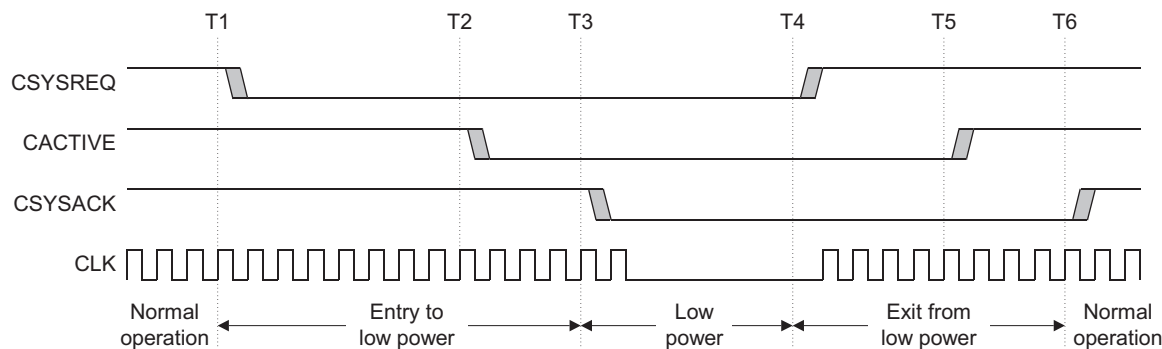 T1 T2 T3 T4 T5 T6
CSYSREQ
CACTIVE
CSYSACK
CLK
Normal operation
Entry to low power
Low power
Exit from low power
Normal operation